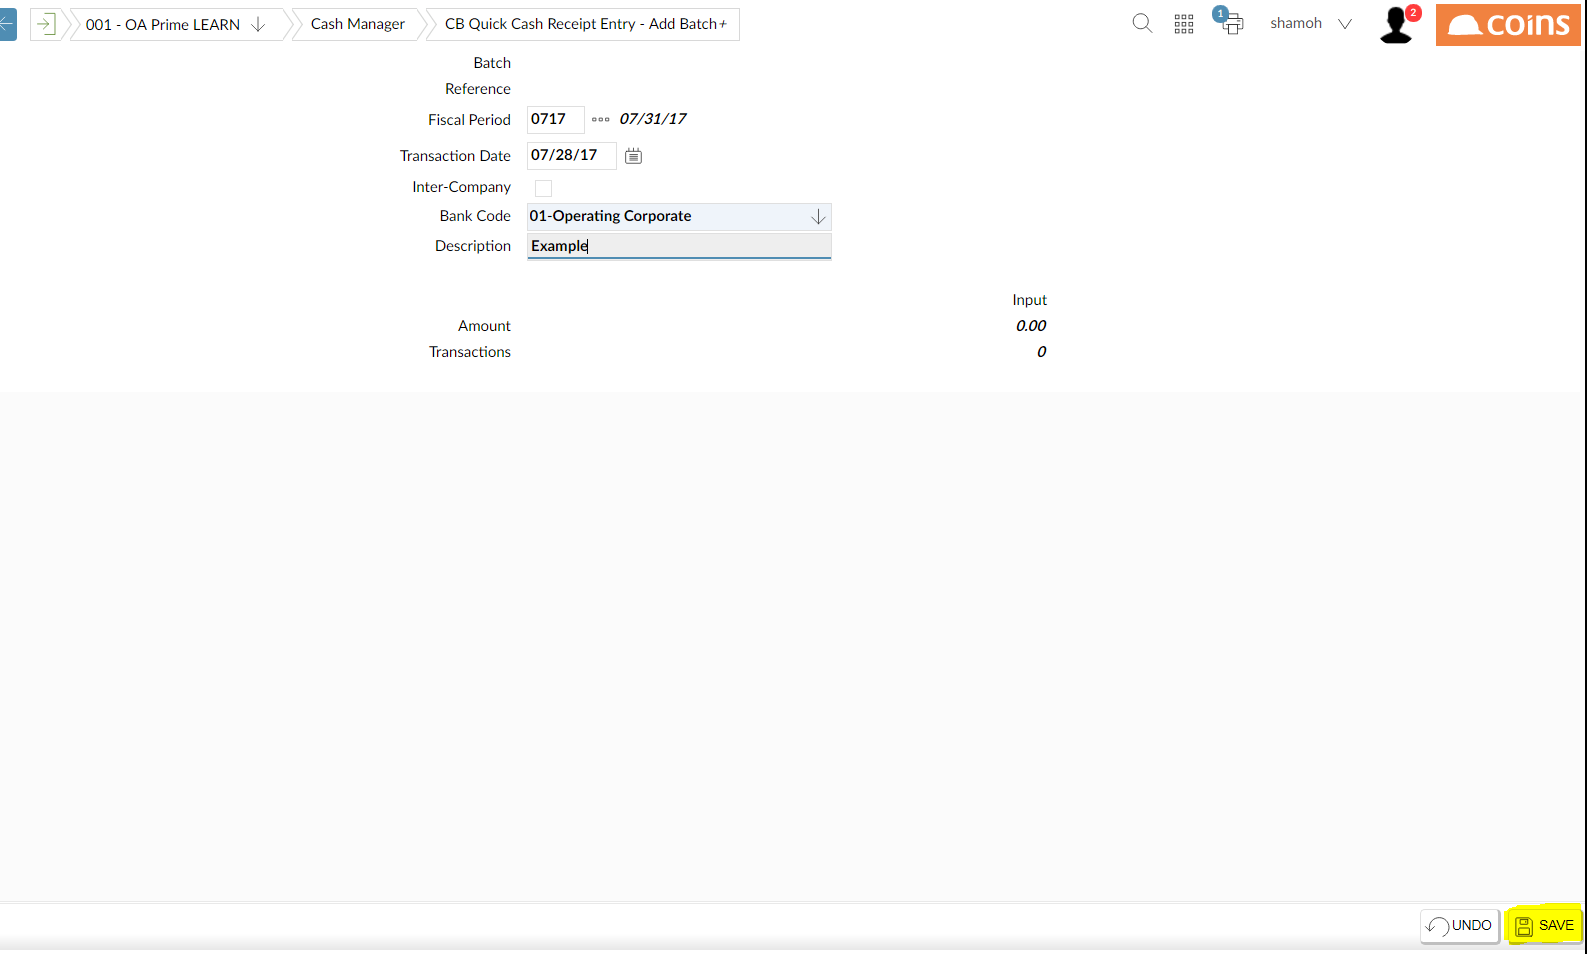 001 - OA Prime LEARN
Cash Manager
CB Quick Cash Receipt Entry - Add Batch+
1
shamoh
2
coins
Batch
Reference
Fiscal Period 0717 07/31/17
Transaction Date 07/28/17
Inter-Company
Bank Code 01-Operating Corporate
Description Example
Input
Amount 0.00
Transactions 0
UNDO SAVE